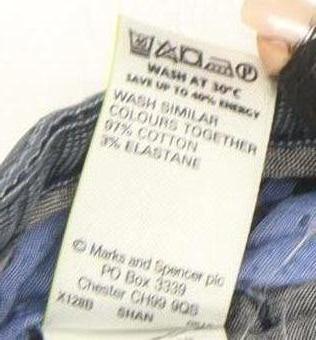 WASH AT 30°C
SAVE UP TO 40% ENERGY
WASH SIMILAR
COLOURS TOGETHER
97% COTTON
3% ELASTANE
© Marks and Spencer plc
PO Box 3339
Chester CH99 9QS
X128B SHAN